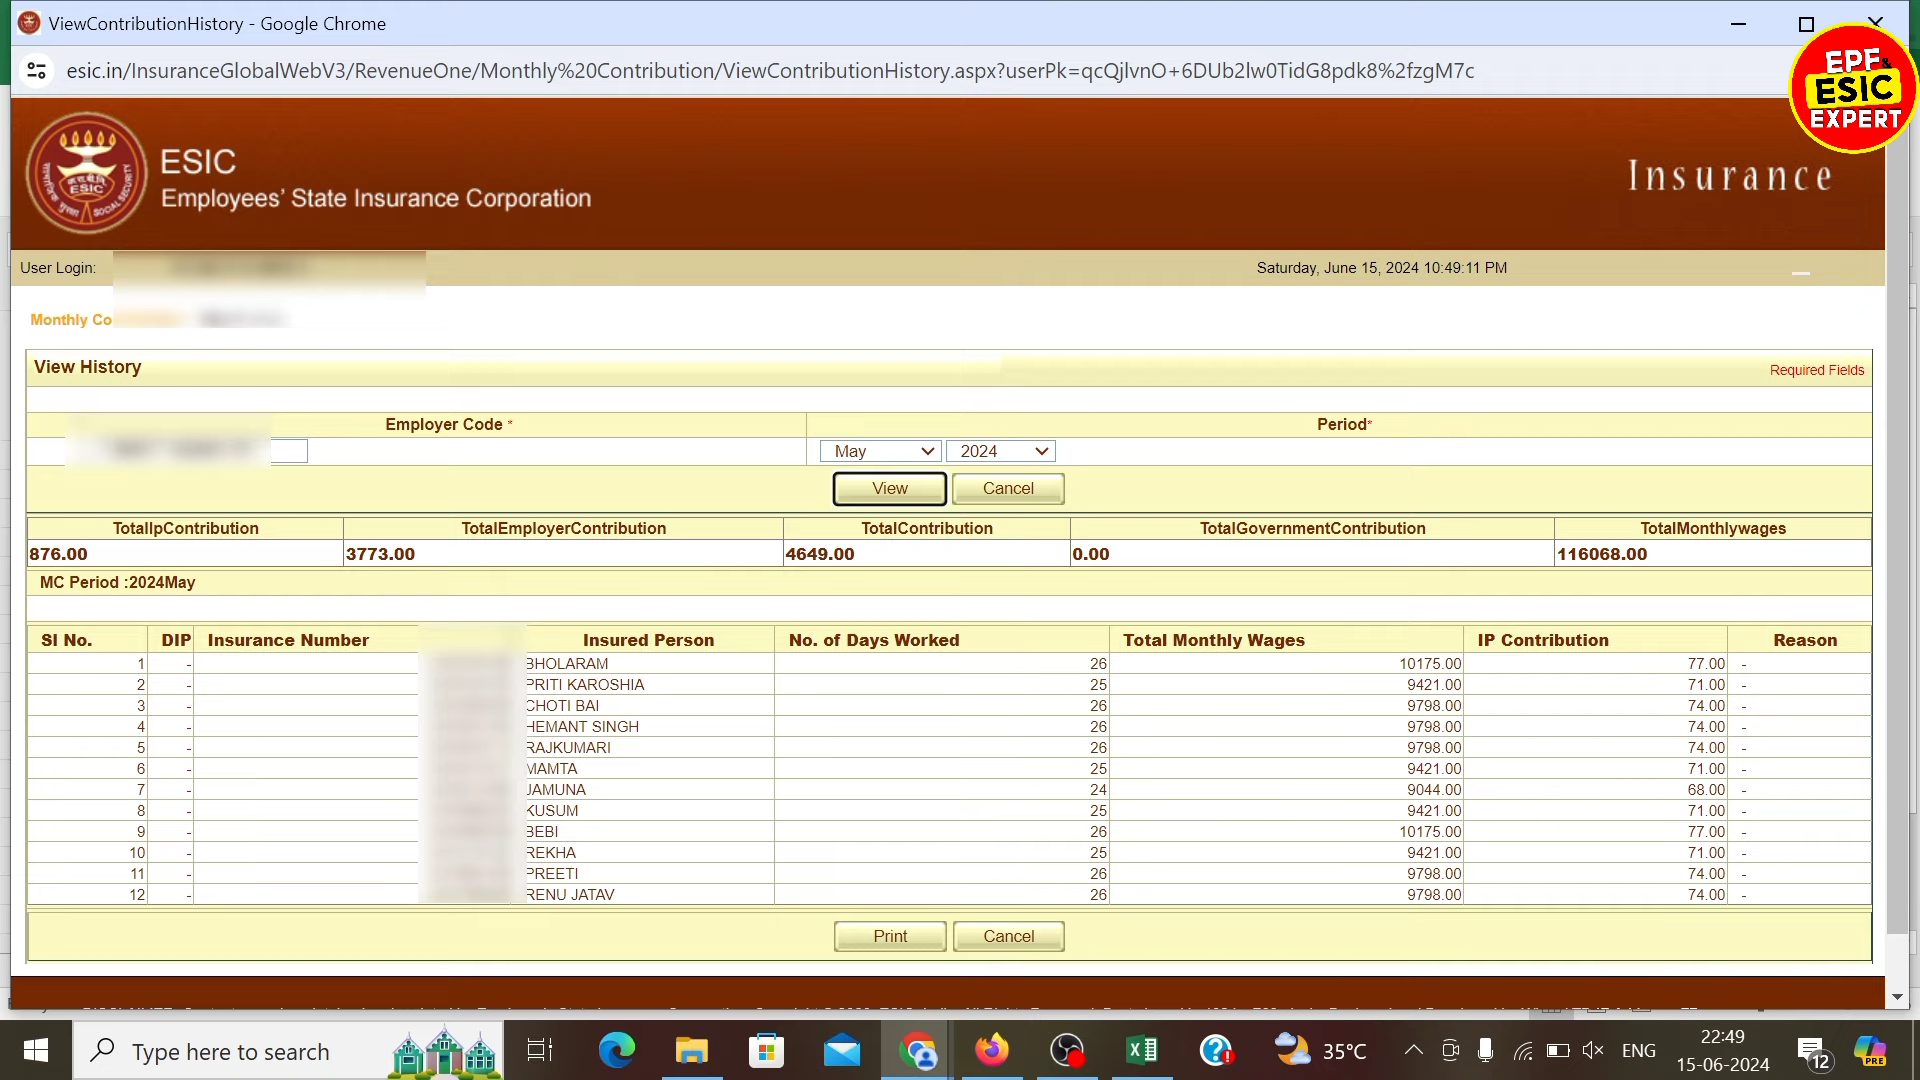 ViewContributionHistory - Google Chrome
esic.in/InsuranceGlobalWebV3/RevenueOne/Monthly%20Contribution/ViewContributionHistory.aspx?userPk=qcQjlvnO+6DUb2lw0TidG8pdk8%2fzgM7c
EPF &
ESIC
EXPERT
ESIC
Employees' State Insurance Corporation
Insurance
ESIC
SOCIAL SECURITY
User Login:
Saturday, June 15, 2024 10:49:11 PM
Monthly Co
View History
Required Fields
Employer Code *
Period*
May 2024
View Cancel
TotalIpContribution TotalEmployerContribution TotalContribution TotalGovernmentContribution TotalMonthlywages
876.00 3773.00 4649.00 0.00 116068.00
MC Period :2024May
SI No. DIP Insurance Number Insured Person No. of Days Worked Total Monthly Wages IP Contribution Reason
1 - BHOLARAM 26 10175.00 77.00 -
2 - PRITI KAROSHIA 25 9421.00 71.00 -
3 - CHOTI BAI 26 9798.00 74.00 -
4 - HEMANT SINGH 26 9798.00 74.00 -
5 - RAJKUMARI 26 9798.00 74.00 -
6 - MAMTA 25 9421.00 71.00 -
7 - JAMUNA 24 9044.00 68.00 -
8 - KUSUM 25 9421.00 71.00 -
9 - BEBI 26 10175.00 77.00 -
10 - REKHA 25 9421.00 71.00 -
11 - PREETI 26 9798.00 74.00 -
12 - RENU JATAV 26 9798.00 74.00 -
Print Cancel
Type here to search
35°C
ENG
22:49
15-06-2024
12
PRE